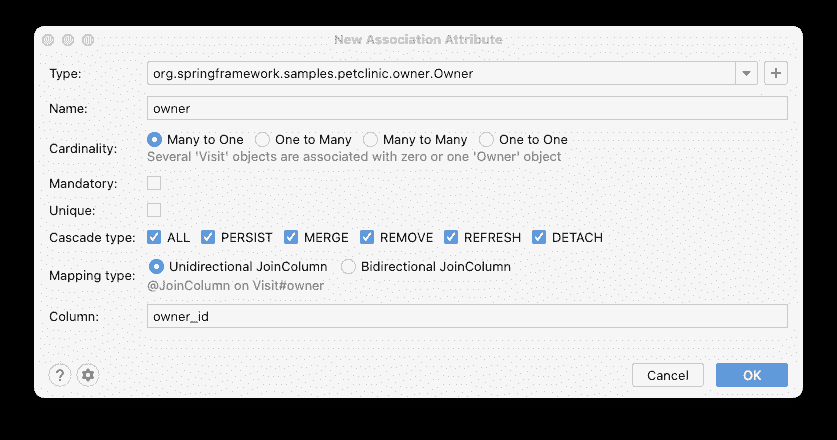 New Association Attribute
Type: org.springframework.samples.petclinic.owner.Owner
Name: owner
Cardinality: Many to One One to Many Many to Many One to One
Several 'Visit' objects are associated with zero or one 'Owner' object
Mandatory:
Unique:
Cascade type: ALL PERSIST MERGE REMOVE REFRESH DETACH
Mapping type: Unidirectional JoinColumn Bidirectional JoinColumn
@JoinColumn on Visit#owner
Column: owner_id
? Cancel OK